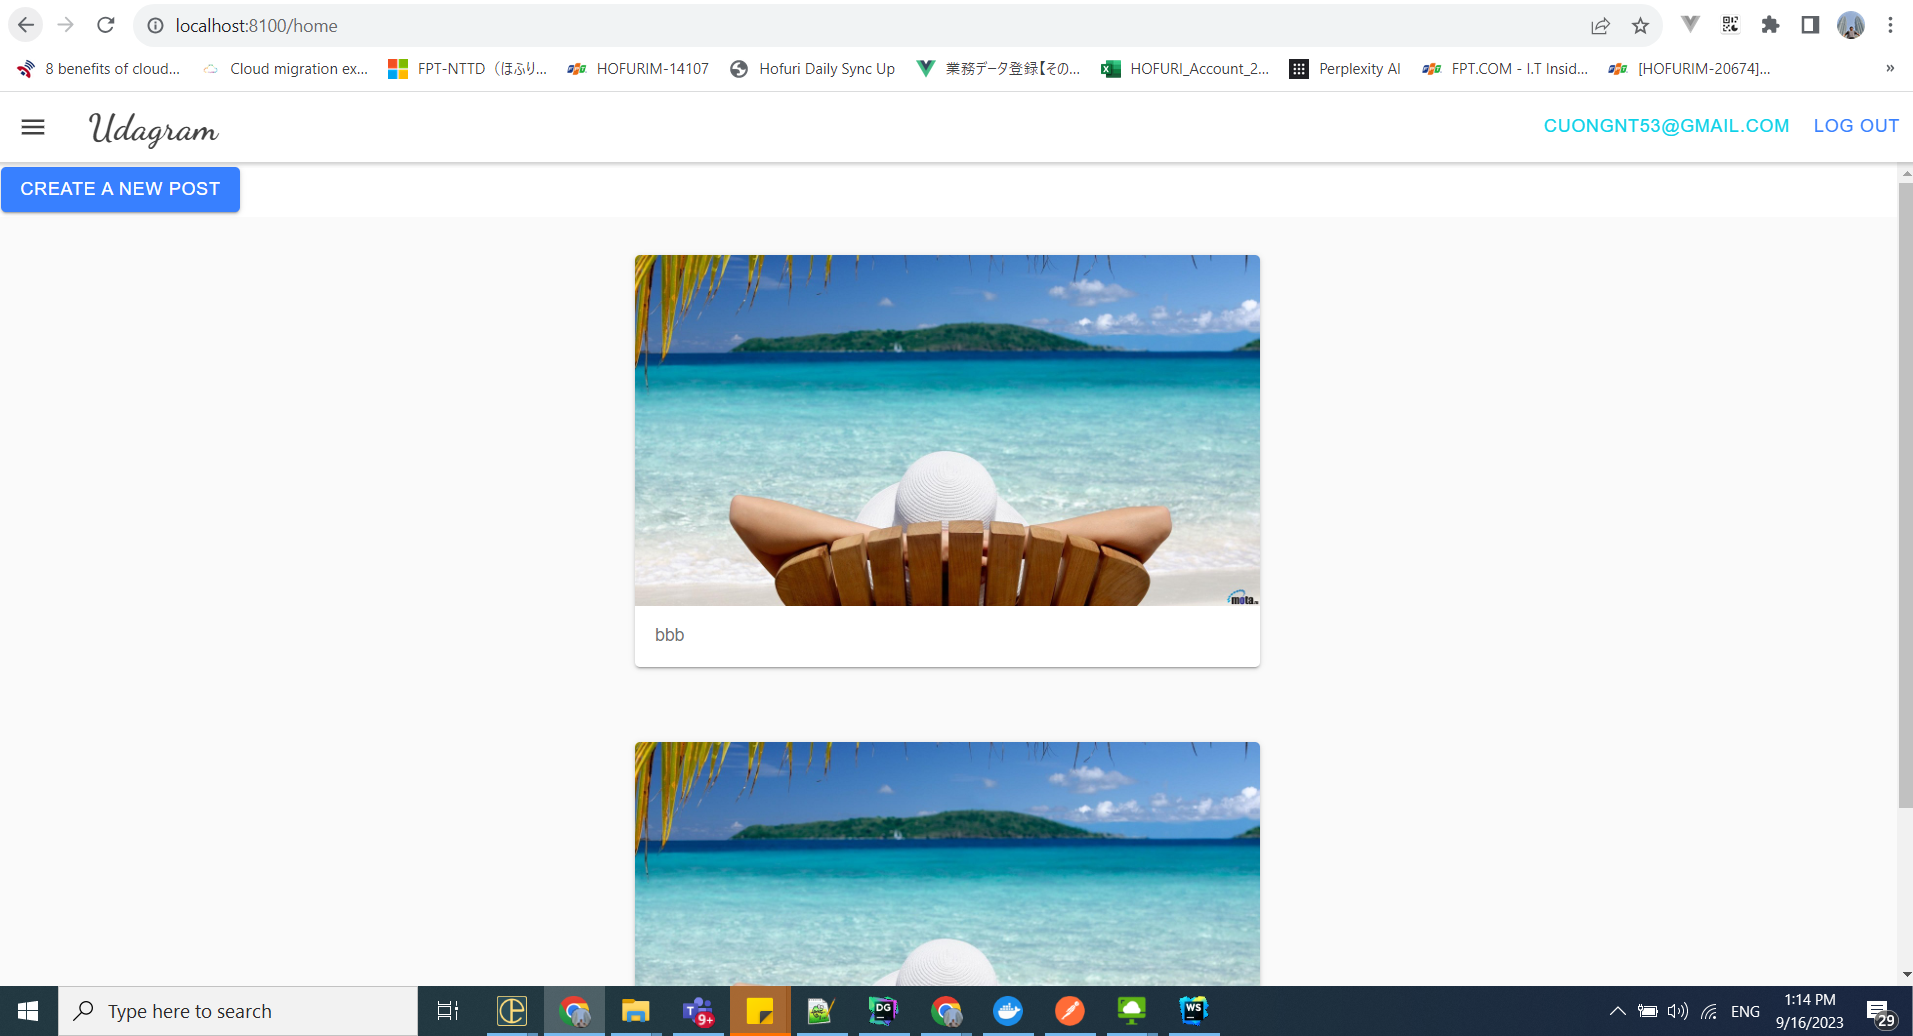 localhost:8100/home
8 benefits of cloud...
Cloud migration ex...
FPT-NTTD（ほふり...
HOFURIM-14107
Hofuri Daily Sync Up
業務データ登録【その...
HOFURI_Account_2...
Perplexity AI
FPT.COM - I.T Insid...
[HOFURIM-20674]...
»
Udagram
CUONGNT53@GMAIL.COM
LOG OUT
CREATE A NEW POST
mota.ru
bbb
Type here to search
9+
DG
WS
ENG
1:14 PM
9/16/2023
29